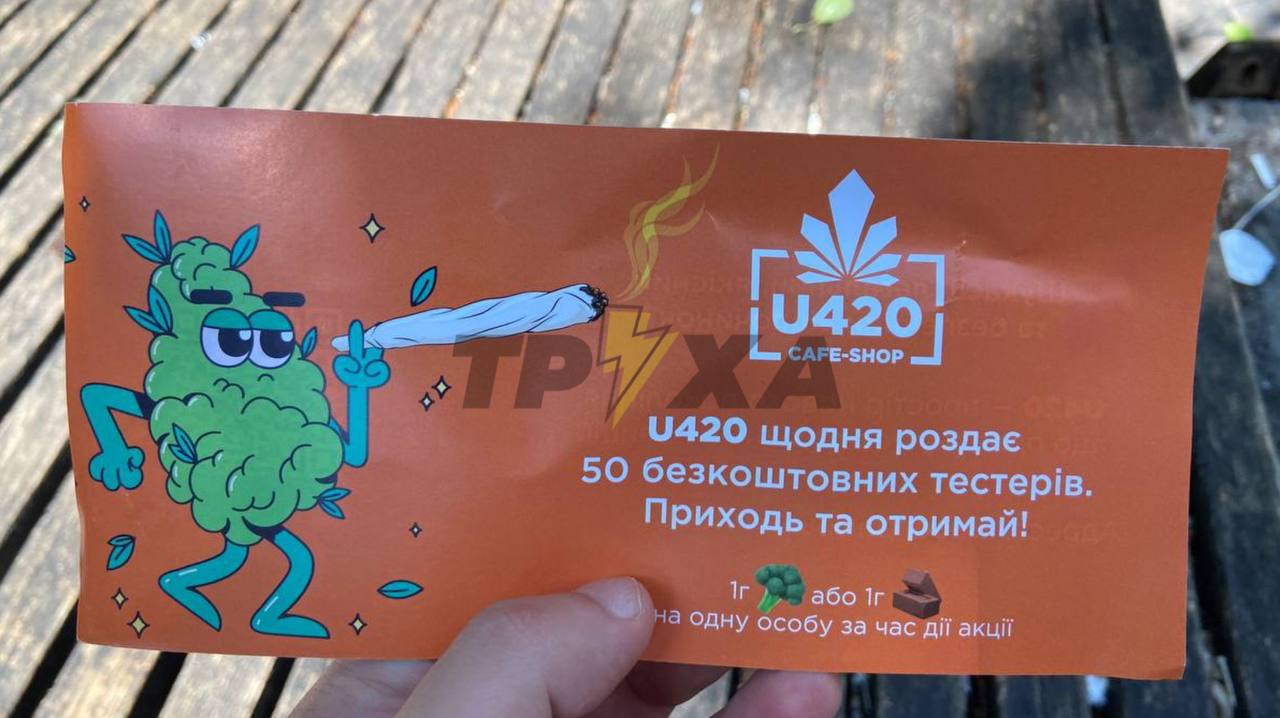 U420
CAFE-SHOP
ТРУХА
U420 щодня роздає
50 безкоштовних тестерів.
Приходь та отримай!
1г або 1г
на одну особу за час дії акції